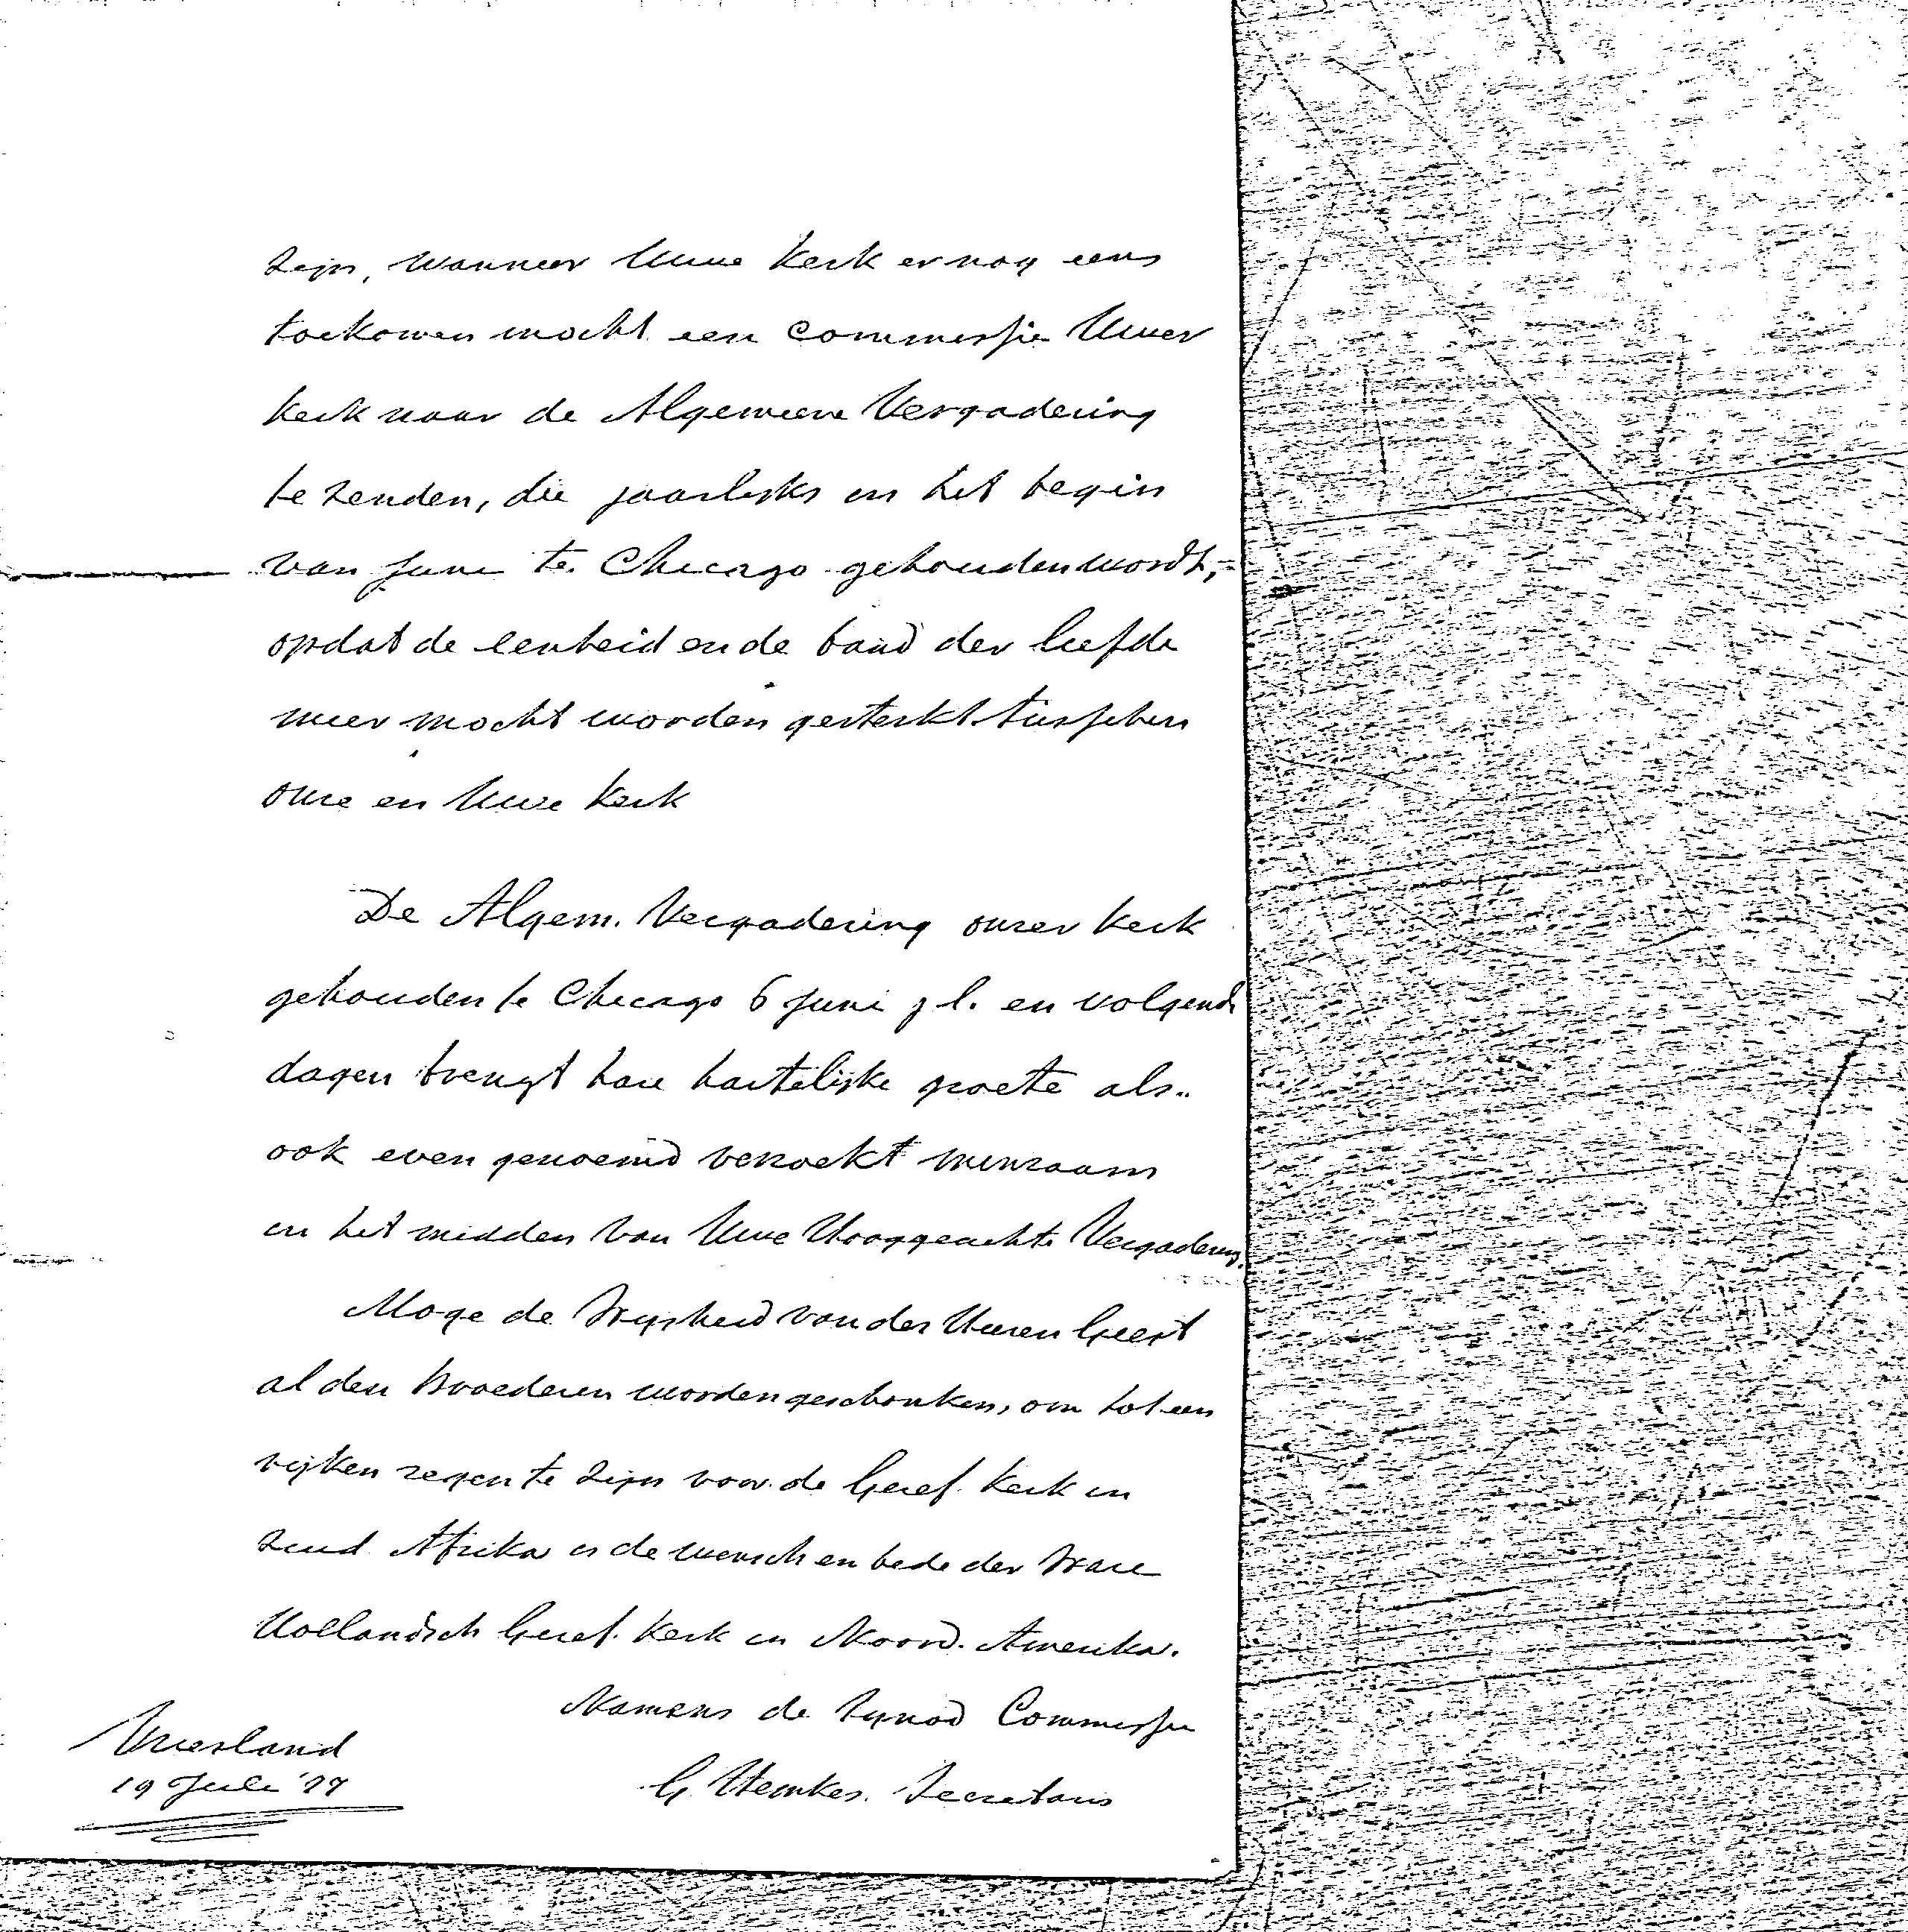 zijn, wanneer Uwe Kerk er nog eens
toekomen mocht een Commissie Uwer
Kerk naar de Algemeene Vergadering
te zenden, die jaarlijks in het begin
van Juni te Chicago gehouden wordt,
opdat de eenheid en de band der liefde
meer mocht worden gesterkt tusschen
onze en Uwe Kerk
De Algem. Vergadering onzer Kerk
gehouden te Chicago 6 Juni j l. en volgende
dagen brengt hare hartelijke groete als..
ook even genoemd verzoekt minzaam
in het midden van Uwe Hooggeachte Vergadering.
Moge de Wijsheid van den Geest
al den Broederen worden geschonken, om tot een
rijken zegen te zijn voor de Geref. Kerk in
Zuid Afrika is de wensch en bede der Ware
Hollandsch Geref. Kerk in Noord. Amerika.
Namens de Synod Commissie
G. Hemkes. Secretaris
Vriesland
19 Juli '77